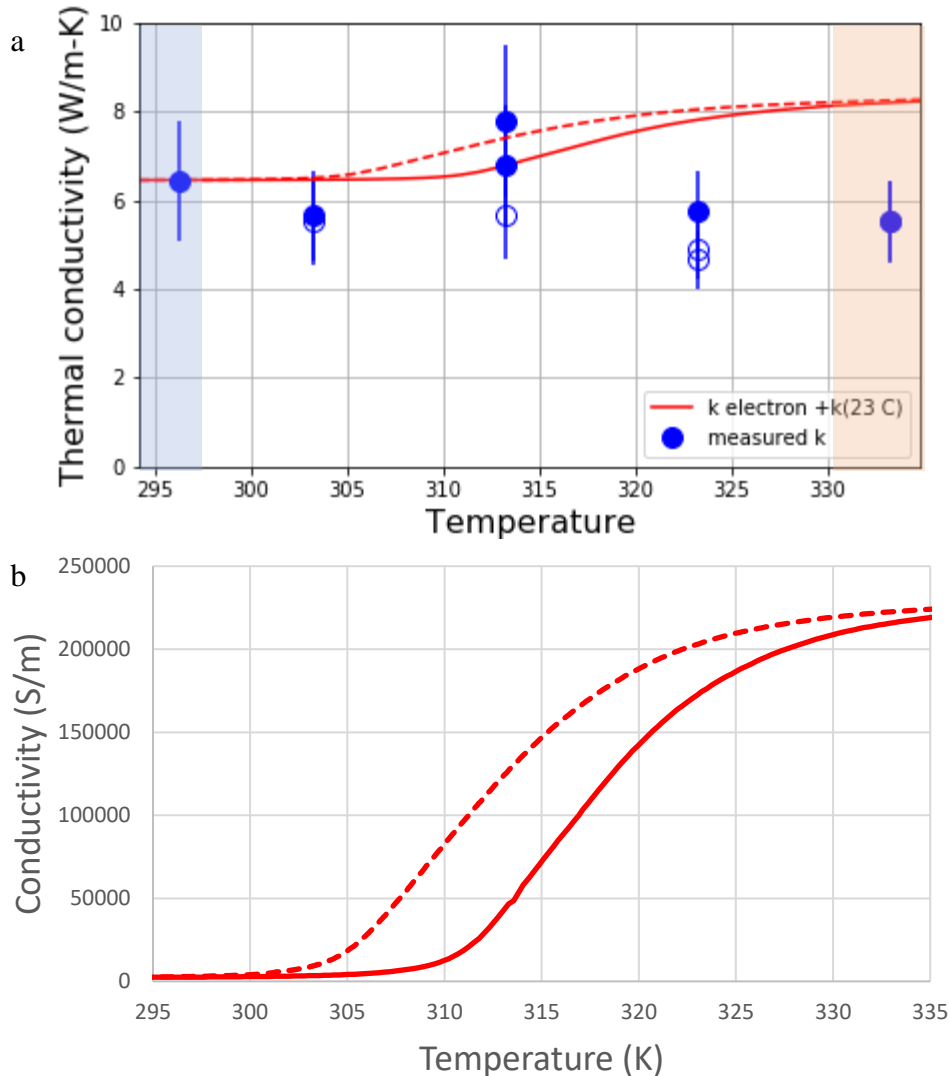 a
Thermal conductivity (W/m-K)
10
8
6
4
2
0
k electron +k(23 C)
measured k
295 300 305 310 315 320 325 330
Temperature
b
Conductivity (S/m)
250000
200000
150000
100000
50000
0
295 300 305 310 315 320 325 330 335
Temperature (K)